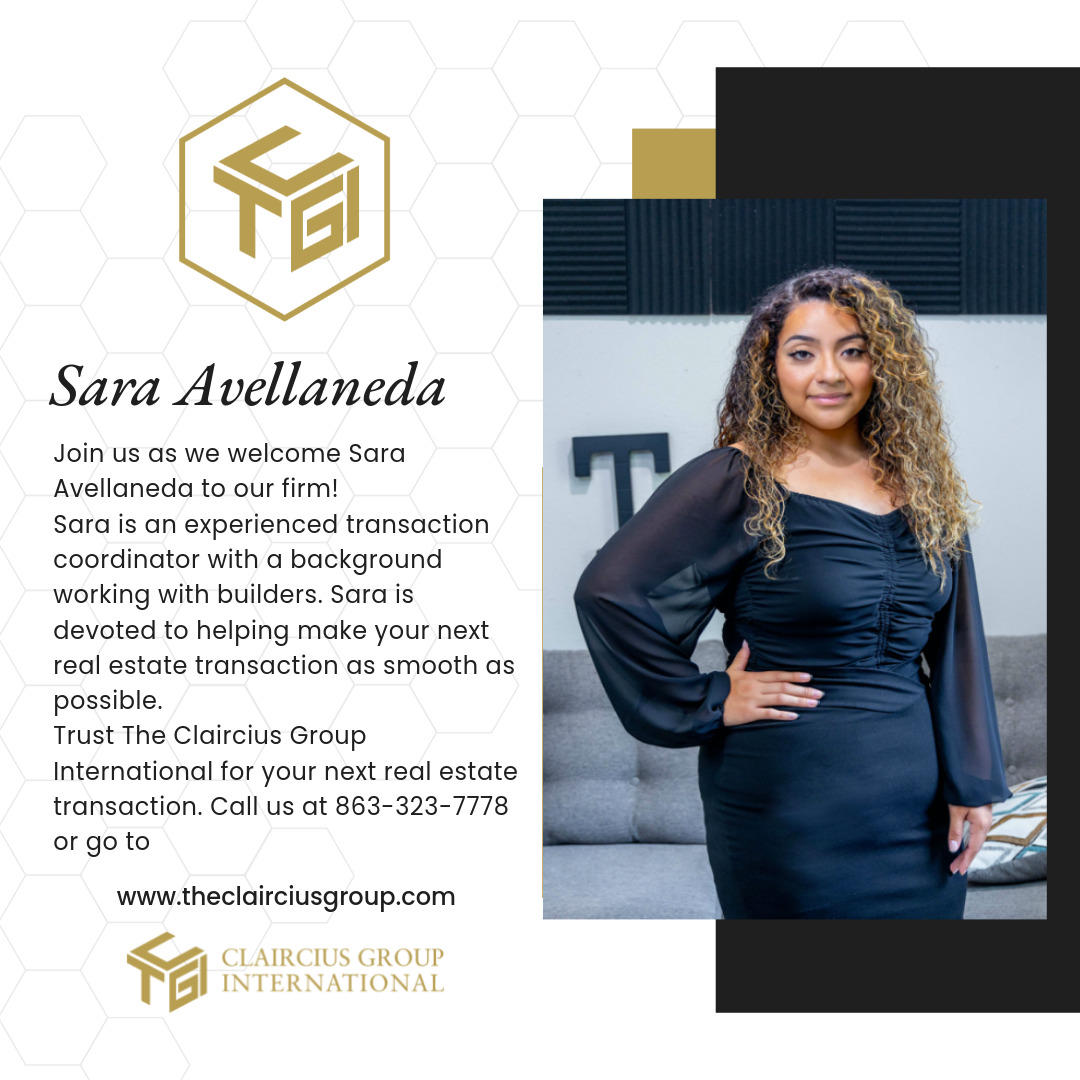 CTGI
Sara Avellaneda
Join us as we welcome Sara
Avellaneda to our firm!
Sara is an experienced transaction
coordinator with a background
working with builders. Sara is
devoted to helping make your next
real estate transaction as smooth as
possible.
Trust The Claircius Group
International for your next real estate
transaction. Call us at 863-323-7778
or go to
www.theclairciusgroup.com
CTGI
CLAIRCIUS GROUP
INTERNATIONAL
T